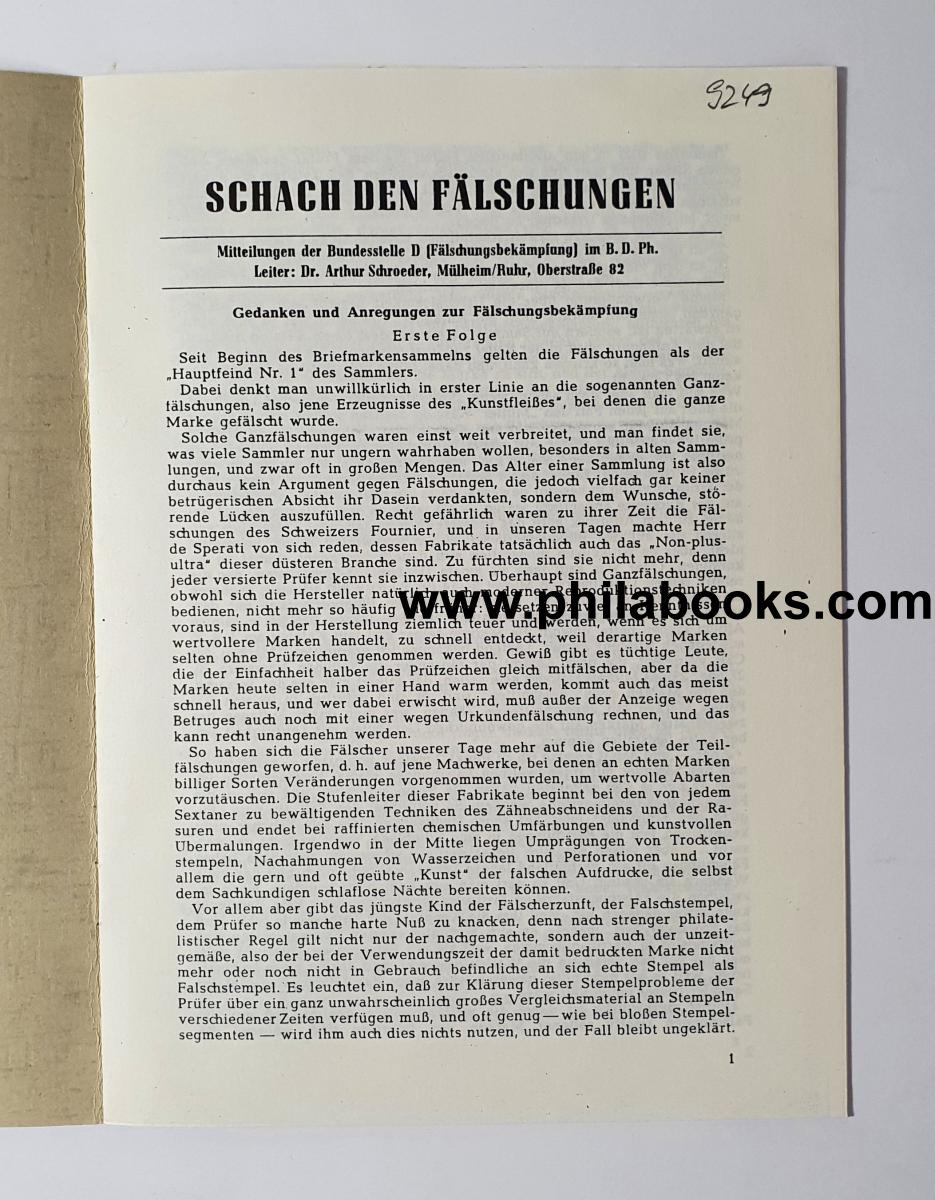 9249
SCHACH DEN FÄLSCHUNGEN
Mitteilungen der Bundesstelle D (Fälschungsbekämpfung) im B. D. Ph.
Leiter: Dr. Arthur Schroeder, Mülheim/Ruhr, Oberstraße 82
Gedanken und Anregungen zur Fälschungsbekämpfung
Erste Folge
Seit Beginn des Briefmarkensammelns gelten die Fälschungen als der
„Hauptfeind Nr. 1“ des Sammlers.
Dabei denkt man unwillkürlich in erster Linie an die sogenannten Ganz-
fälschungen, also jene Erzeugnisse des „Kunstfleißes“, bei denen die ganze
Marke gefälscht wurde.
Solche Ganzfälschungen waren einst weit verbreitet, und man findet sie,
was viele Sammler nur ungern wahrhaben wollen, besonders in alten Samm-
lungen, und zwar oft in großen Mengen. Das Alter einer Sammlung ist also
durchaus kein Argument gegen Fälschungen, die jedoch vielfach gar keiner
betrügerischen Absicht ihr Dasein verdankten, sondern dem Wunsche, stö-
rende Lücken auszufüllen. Recht gefährlich waren zu ihrer Zeit die Fäl-
schungen des Schweizers Fournier, und in unseren Tagen machte Herr
de Sperati von sich reden, dessen Fabrikate tatsächlich auch das „Non-plus-
ultra“ dieser düsteren Branche sind. Zu fürchten sind sie nicht mehr, denn
jeder versierte Prüfer kennt sie inzwischen. Überhaupt sind Ganzfälschungen,
obwohl sich die Hersteller natürlich auch moderner Reproduktionstechniken
www.philabooks.com
bedienen, nicht mehr so häufig
voraus, sind in der Herstellung ziemlich teuer und werden, wenn es sich um
wertvollere Marken handelt, zu schnell entdeckt, weil derartige Marken
selten ohne Prüfzeichen genommen werden. Gewiß gibt es tüchtige Leute,
die der Einfachheit halber das Prüfzeichen gleich mitfälschen, aber da die
Marken heute selten in einer Hand warm werden, kommt auch das meist
schnell heraus, und wer dabei erwischt wird, muß außer der Anzeige wegen
Betruges auch noch mit einer wegen Urkundenfälschung rechnen, und das
kann recht unangenehm werden.
So haben sich die Fälscher unserer Tage mehr auf die Gebiete der Teil-
fälschungen geworfen, d. h. auf jene Machwerke, bei denen an echten Marken
billiger Sorten Veränderungen vorgenommen wurden, um wertvolle Abarten
vorzutäuschen. Die Stufenleiter dieser Fabrikate beginnt bei den von jedem
Sextaner zu bewältigenden Techniken des Zähneabschneidens und der Ra-
suren und endet bei raffinierten chemischen Umfärbungen und kunstvollen
Übermalungen. Irgendwo in der Mitte liegen Umprägungen von Trocken-
stempeln, Nachahmungen von Wasserzeichen und Perforationen und vor
allem die gern und oft geübte „Kunst“ der falschen Aufdrucke, die selbst
dem Sachkundigen schlaflose Nächte bereiten können.
Vor allem aber gibt das jüngste Kind der Fälscherzunft, der Falschstempel,
dem Prüfer so manche harte Nuß zu knacken, denn nach strenger philate-
listischer Regel gilt nicht nur der nachgemachte, sondern auch der unzeit-
gemäße, also der bei der Verwendungszeit der damit bedruckten Marke nicht
mehr oder noch nicht in Gebrauch befindliche an sich echte Stempel als
Falschstempel. Es leuchtet ein, daß zur Klärung dieser Stempelprobleme der
Prüfer über ein ganz unwahrscheinlich großes Vergleichsmaterial an Stempeln
verschiedener Zeiten verfügen muß, und oft genug — wie bei bloßen Stempel-
segmenten — wird ihm auch dies nichts nutzen, und der Fall bleibt ungeklärt.
1